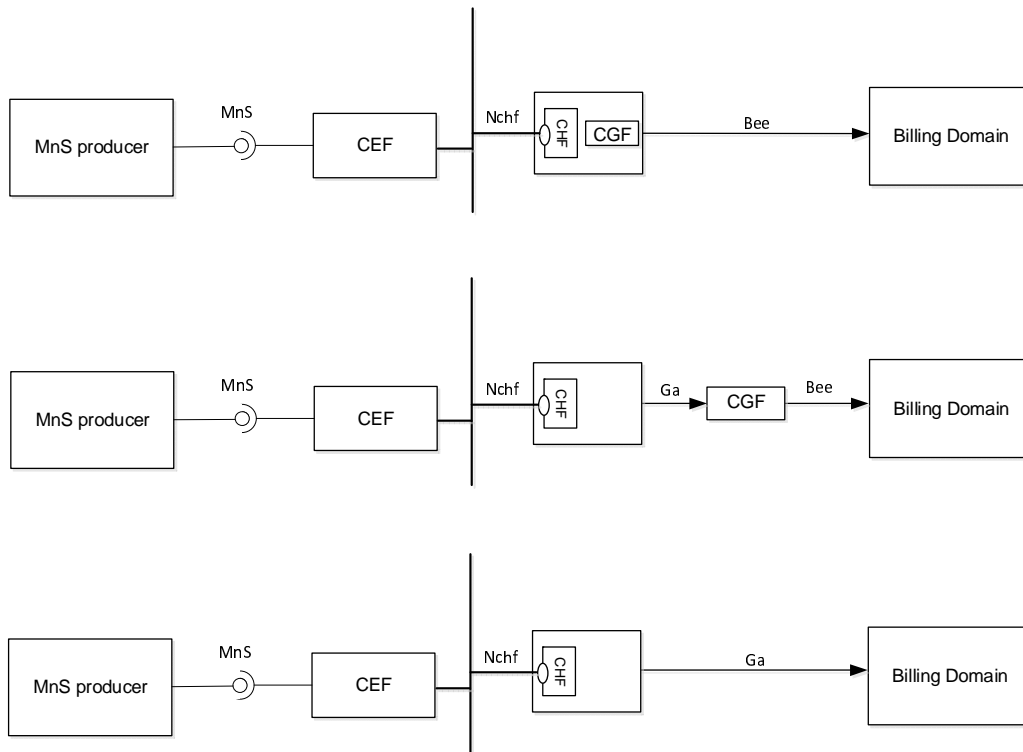 MnS
Nchf
Bee
MnS producer
CEF
CHF
CGF
Billing Domain
MnS
Nchf
Ga
Bee
MnS producer
CEF
CHF
CGF
Billing Domain
MnS
Nchf
Ga
MnS producer
CEF
CHF
Billing Domain